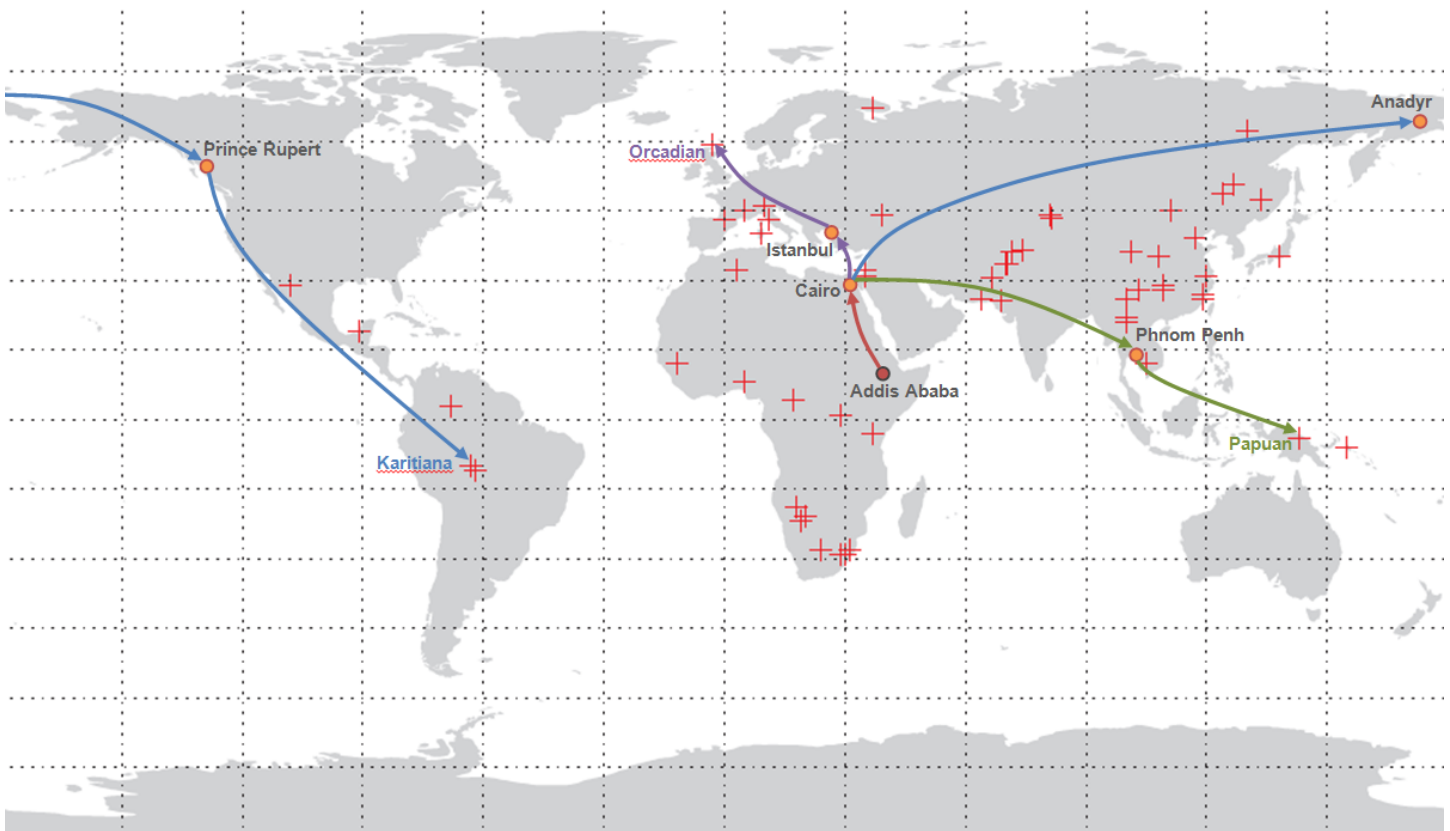 Anadyr
Prince Rupert
Orcadian
Istanbul
Cairo
Phnom Penh
Addis Ababa
Papuan
Karitiana